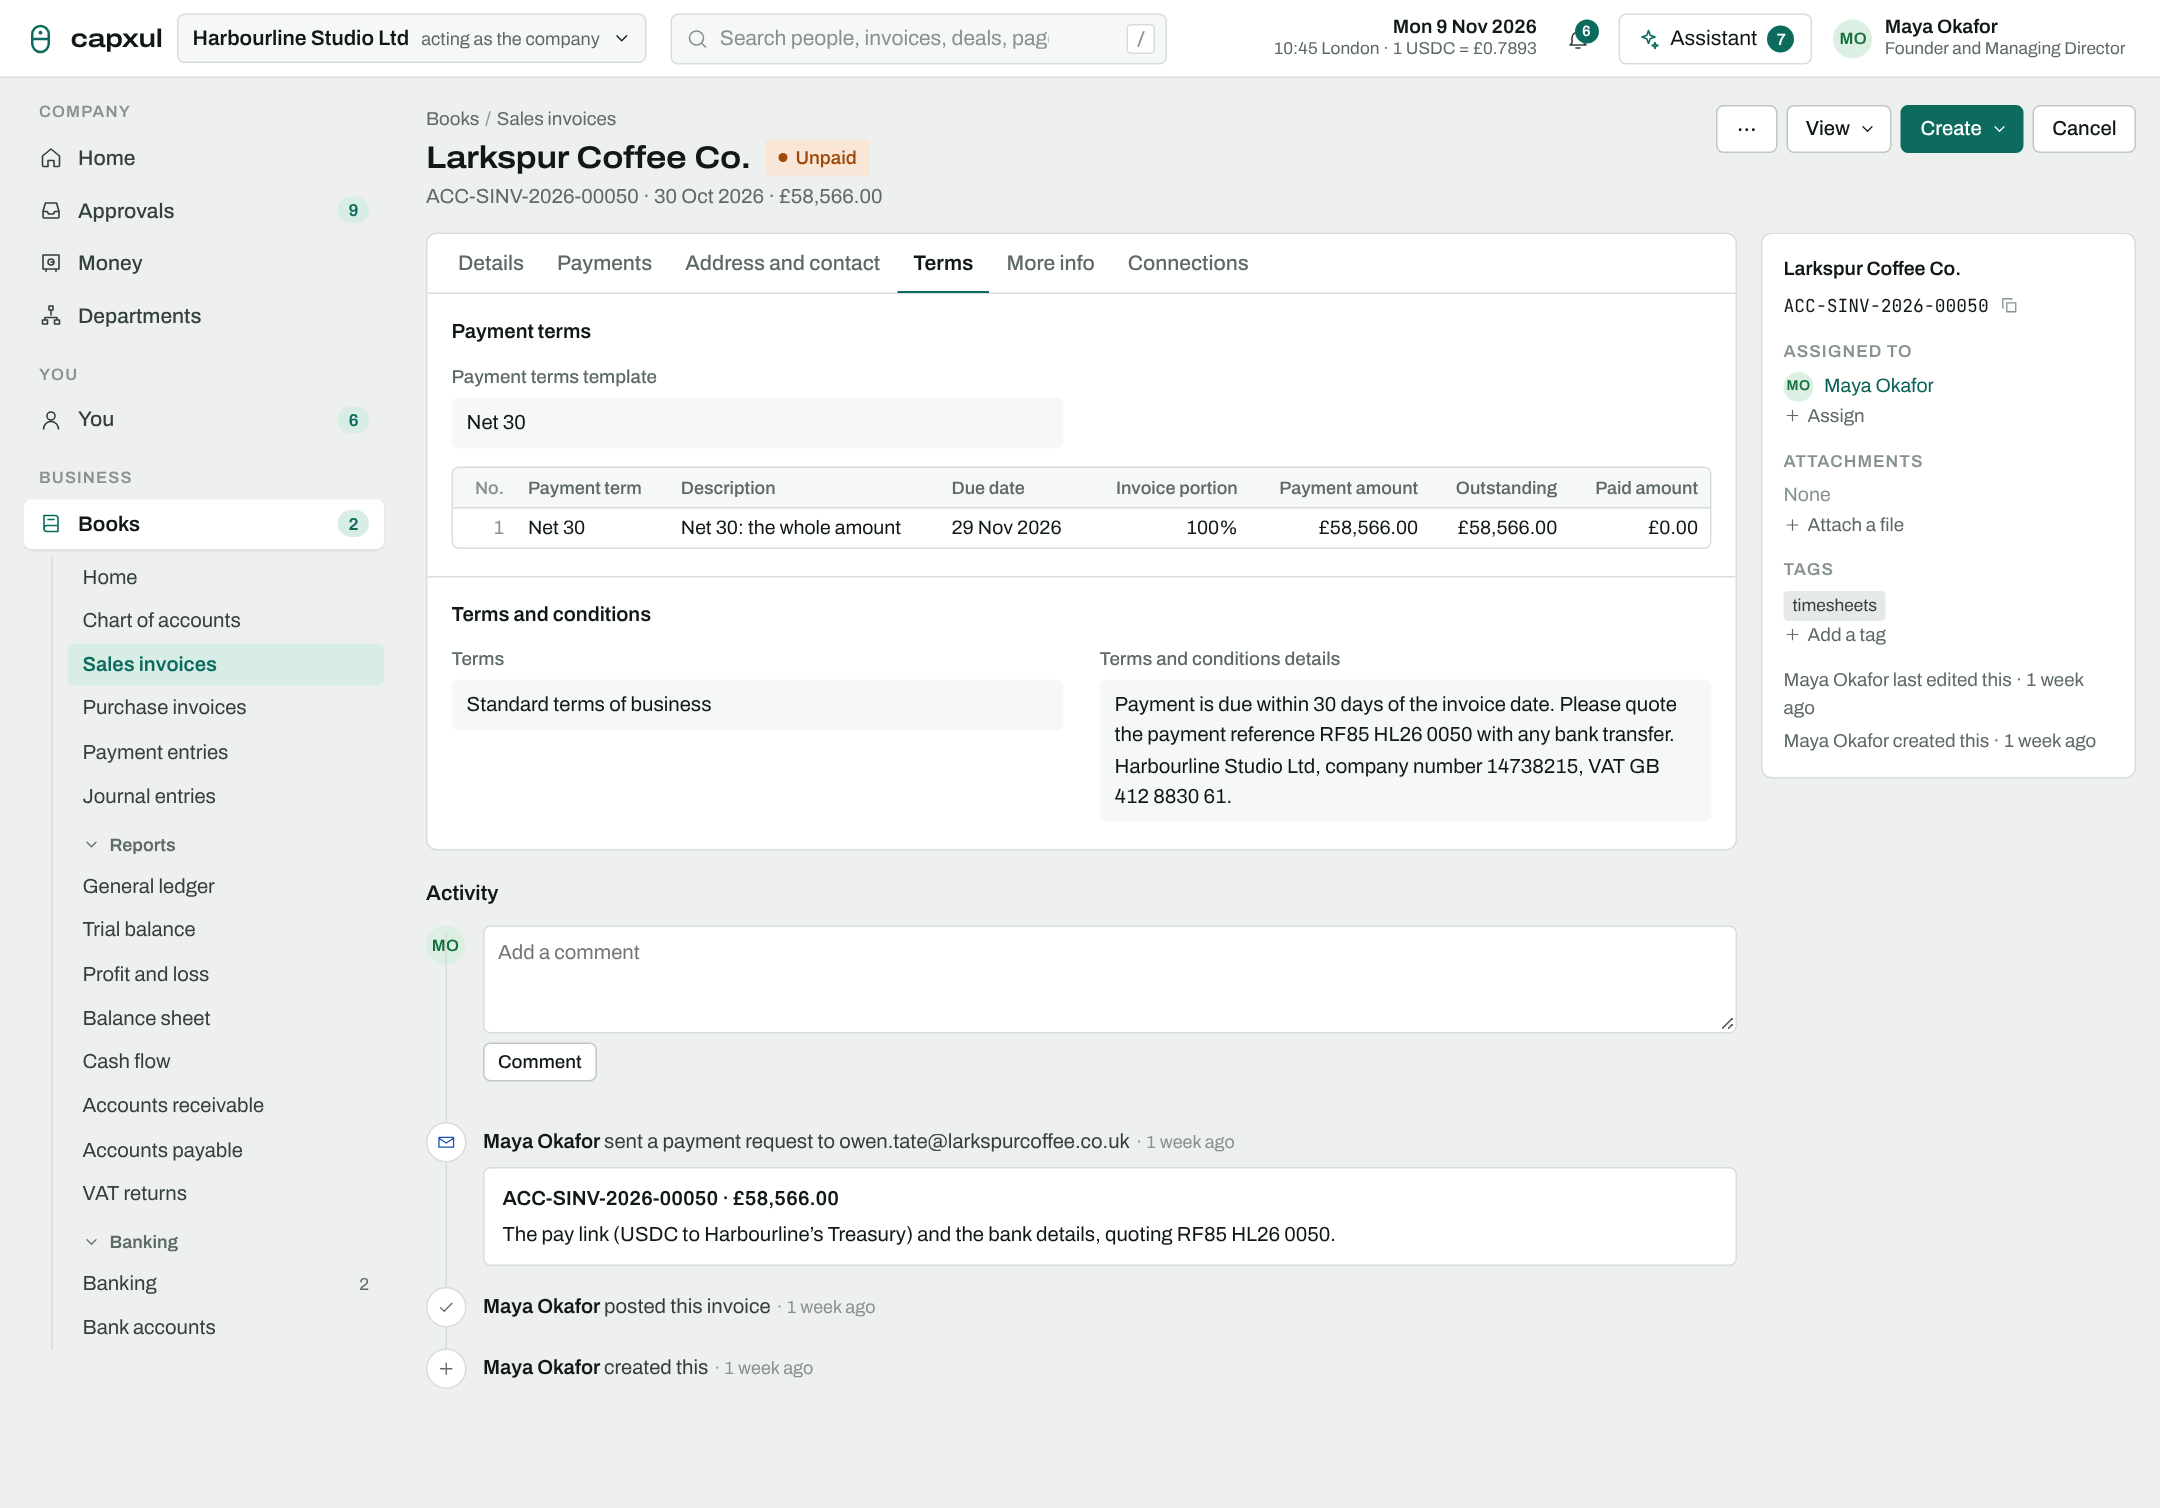 capxul
Harbourline Studio Ltd acting as the company
Search people, invoices, deals, pag
/
Mon 9 Nov 2026
10:45 London · 1 USDC = £0.7893
6
Assistant 7
MO
Maya Okafor
Founder and Managing Director
COMPANY
Home
Approvals 9
Money
Departments
YOU
You 6
BUSINESS
Books 2
Home
Chart of accounts
Sales invoices
Purchase invoices
Payment entries
Journal entries
Reports
General ledger
Trial balance
Profit and loss
Balance sheet
Cash flow
Accounts receivable
Accounts payable
VAT returns
Banking
Banking 2
Bank accounts
Books / Sales invoices
Larkspur Coffee Co. Unpaid
ACC-SINV-2026-00050 · 30 Oct 2026 · £58,566.00
··· View Create Cancel
Details Payments Address and contact Terms More info Connections
Payment terms
Payment terms template
Net 30
No. Payment term Description Due date Invoice portion Payment amount Outstanding Paid amount
1 Net 30 Net 30: the whole amount 29 Nov 2026 100% £58,566.00 £58,566.00 £0.00
Terms and conditions
Terms
Standard terms of business
Terms and conditions details
Payment is due within 30 days of the invoice date. Please quote
the payment reference RF85 HL26 0050 with any bank transfer.
Harbourline Studio Ltd, company number 14738215, VAT GB
412 8830 61.
Activity
MO
Add a comment
Comment
Maya Okafor sent a payment request to owen.tate@larkspurcoffee.co.uk · 1 week ago
ACC-SINV-2026-00050 · £58,566.00
The pay link (USDC to Harbourline’s Treasury) and the bank details, quoting RF85 HL26 0050.
Maya Okafor posted this invoice · 1 week ago
Maya Okafor created this · 1 week ago
Larkspur Coffee Co.
ACC-SINV-2026-00050
ASSIGNED TO
MO Maya Okafor
+ Assign
ATTACHMENTS
None
+ Attach a file
TAGS
timesheets
+ Add a tag
Maya Okafor last edited this · 1 week
ago
Maya Okafor created this · 1 week ago